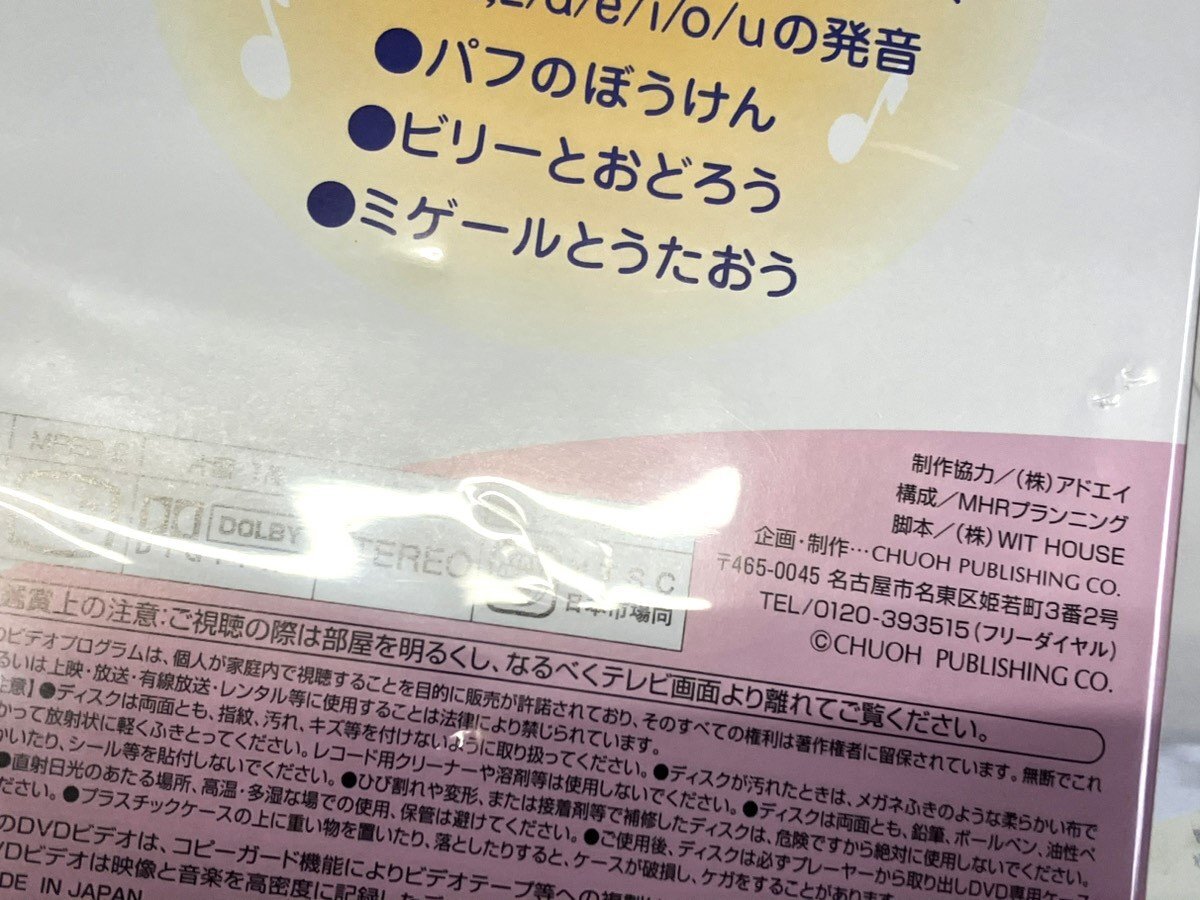 /a/e/i/o/uの発音
●パフのぼうけん
●ビリーとおどろう
●ミゲールとうたおう
制作協力／(株)アドエイ
構成／MHRプランニング
脚本／(株)WIT HOUSE
企画・制作…CHUOH PUBLISHING CO.
〒465-0045 名古屋市名東区姫若町3番2号
TEL/0120-393515(フリーダイヤル)
©CHUOH PUBLISHING CO.
DOLBY
STEREO
日本市場向
鑑賞上の注意:ご視聴の際は部屋を明るくし、なるべくテレビ画面より離れてご覧ください。
のビデオプログラムは、個人が家庭内で視聴することを目的に販売が許諾されており、そのすべての権利は著作権者に留保されています。無断でこれ
るいは上映・放送・有線放送・レンタル等に使用することは法律により禁じられています。
注意】●ディスクは両面とも、指紋、汚れ、キズ等を付けないように取り扱ってください。●ディスクが汚れたときは、メガネふきのような柔らかい布で
かって放射状に軽くふきとってください。レコード用クリーナーや溶剤等は使用しないでください。●ディスクは両面とも、鉛筆、ボールペン、油性ペ
かいたり、シール等を貼付しないでください。●ひび割れや変形、または接着剤等で補修したディスクは、危険ですから絶対に使用しないでください。
●直射日光のあたる場所、高温・多湿な場での使用、保管は避けてください。●ご使用後、ディスクは必ずプレーヤーから取り出しDVD専用ケース
ださい。●プラスチックケースの上に重い物を置いたり、落としたりすると、ケースが破損し、ケガをすることがあります。
のDVDビデオは、コピーガード機能によりビデオテープ等への複製
VDビデオは映像と音楽を高密度に記録した
ADE IN JAPAN